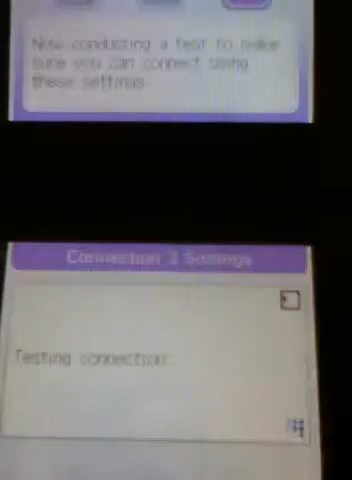 Now conducting a test to make
sure you can connect using
these settings.
Connection 3 Settings
Testing connection...